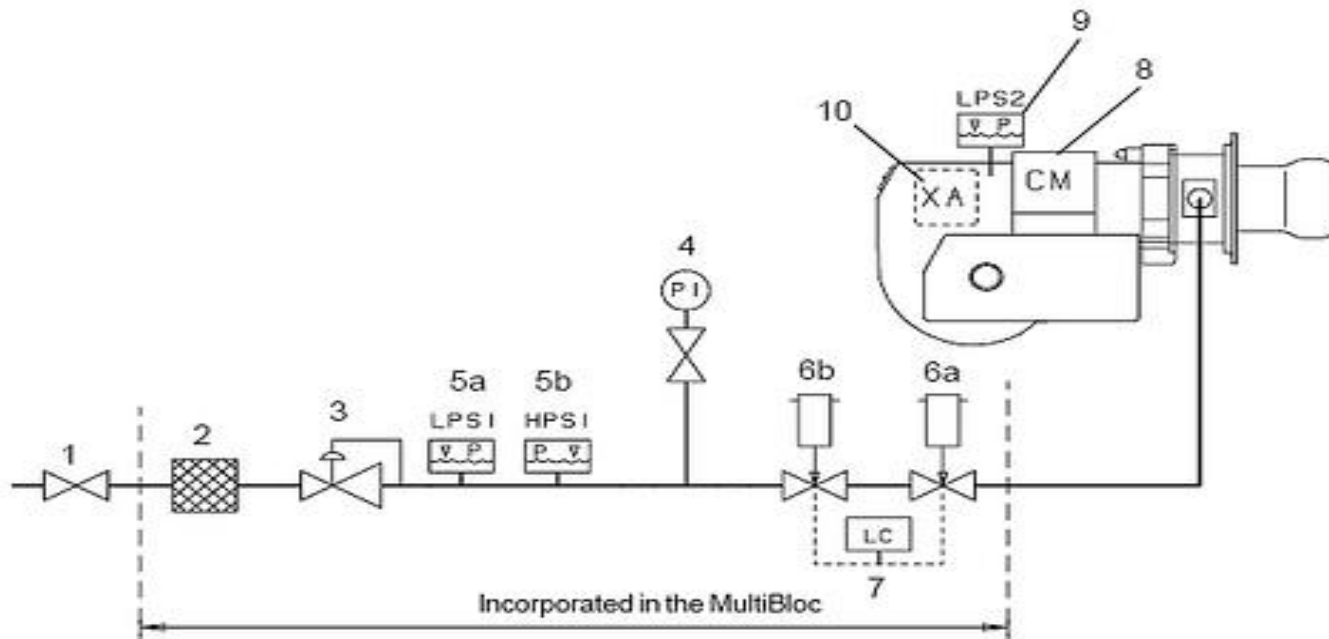 9
8
LPS2
10
∇ P
XA
CM
4
PI
6b
6a
5a
5b
3
LPS1
HPS1
2
1
∇ P
P ∇
LC
7
Incorporated in the MultiBloc